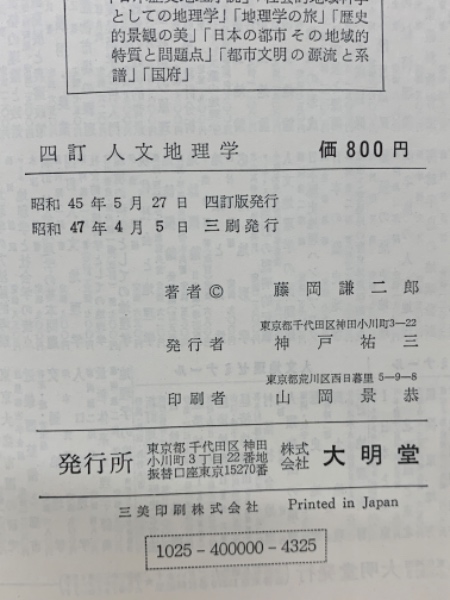 としての地理学」「地理学の旅」「歴史
的景観の美」「日本の都市その地域的
特質と問題点」「都市文明の源流と系
譜」「国府」
四訂 人文地理学 価800円
昭和 45 年 5 月 27 日 四訂版発行
昭和 47 年 4 月 5 日 三刷発行
著者© 藤岡謙二郎
東京都千代田区神田小川町3—22
発行者 神戸祐三
東京都荒川区西日暮里 5—9—8
印刷者 山岡景恭
発行所 東京都千代田区神田
小川町3丁目22番地
振替口座東京15270番
株式
会社 大明堂
三美印刷株式会社 Printed in Japan
1025-400000-4325